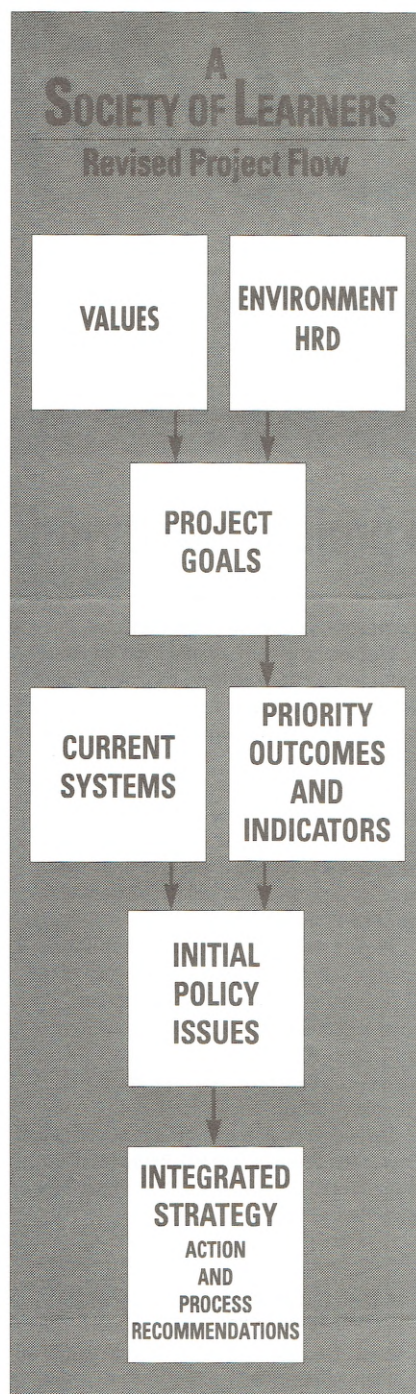 A
SOCIETY OF LEARNERS
Revised Project Flow
VALUES
ENVIRONMENT
HRD
PROJECT
GOALS
CURRENT
SYSTEMS
PRIORITY
OUTCOMES
AND
INDICATORS
INITIAL
POLICY
ISSUES
INTEGRATED
STRATEGY
ACTION
AND
PROCESS
RECOMMENDATIONS